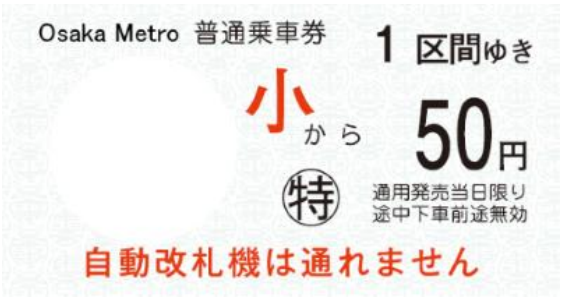 Osaka Metro 普通乗車券
1 区間ゆき
小 から
50円
特
通用発売当日限り
途中下車前途無効
自動改札機は通れません